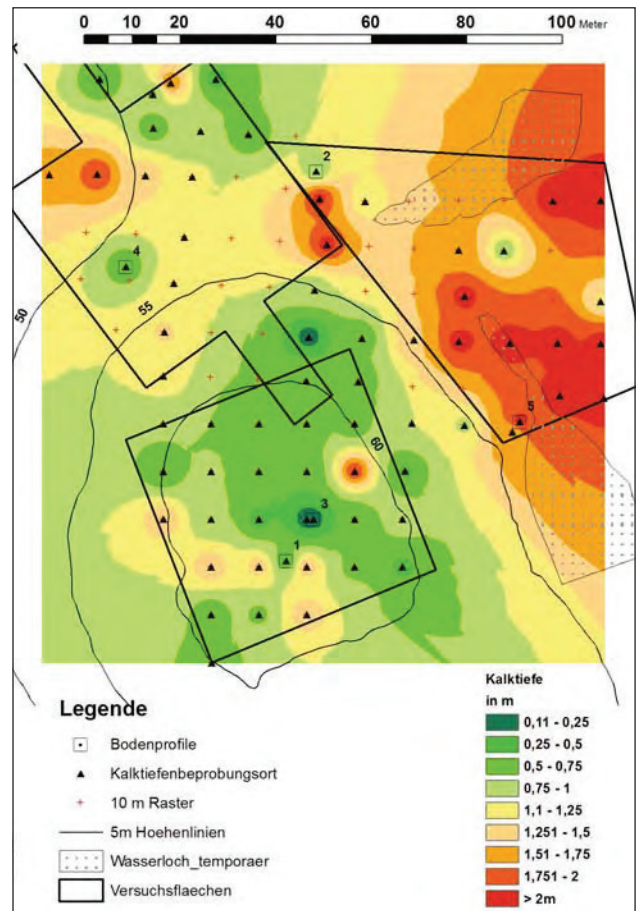 0 10 20 40 60 80 100 Meter
2
4
50
55
5
60
3
1
Legende
Bodenprofile
Kalktiefenbeprobungsort
10 m Raster
5m Hoehenlinien
Wasserloch_temporaer
Versuchsflaechen
Kalktiefe
in m
0,11 - 0,25
0,25 - 0,5
0,5 - 0,75
0,75 - 1
1,1 - 1,25
1,251 - 1,5
1,51 - 1,75
1,751 - 2
> 2m